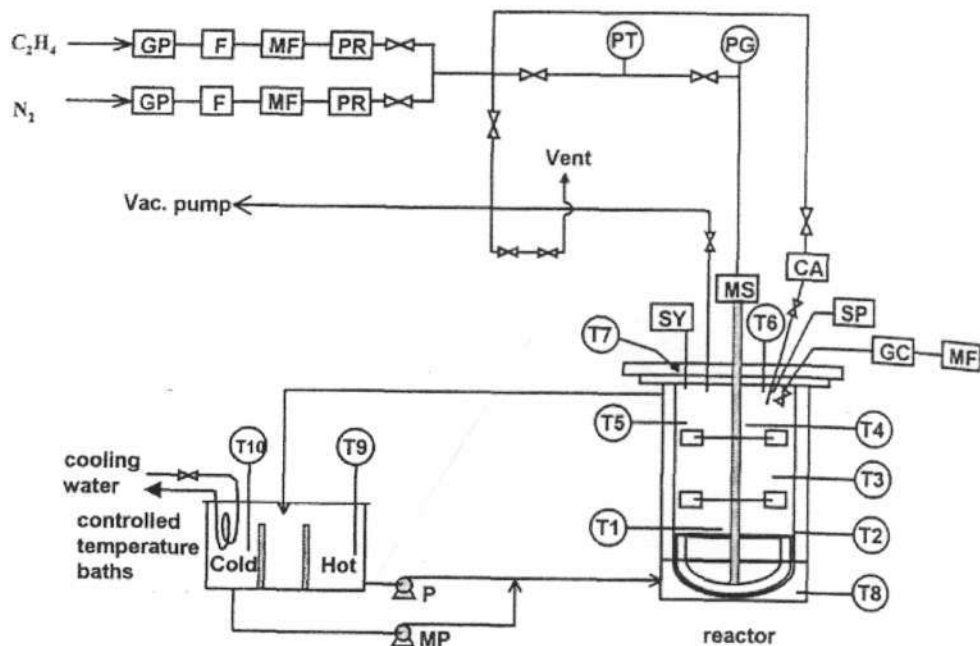 C₂H₄ GP F MF PR PT PG
N₂ GP F MF PR
Vent
Vac. pump
CA
MS
SY T6 SP
T7 GC MF
T5 T4
T10 T9
cooling
water
T3
controlled
temperature
baths
T1 T2
Cold Hot
P T8
MP
reactor